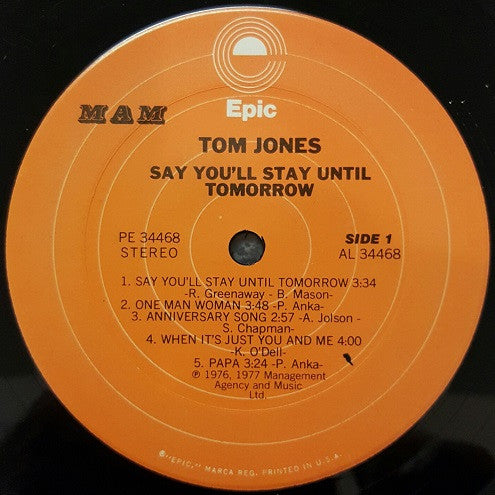 Epic
MAM
TOM JONES
SAY YOU'LL STAY UNTIL
TOMORROW
PE 34468
STEREO
SIDE 1
AL 34468
1. SAY YOU'LL STAY UNTIL TOMORROW 3:34
-R. Greenaway - B. Mason-
2. ONE MAN WOMAN 3:48 -P. Anka-
3. ANNIVERSARY SONG 2:57 -A. Jolson -
S. Chapman-
4. WHEN IT'S JUST YOU AND ME 4:00
-K. O'Dell-
5. PAPA 3:24 -P. Anka-
℗ 1976, 1977 Management
Agency and Music
Ltd.
®"EPIC," MARCA REG. PRINTED IN U.S.A.